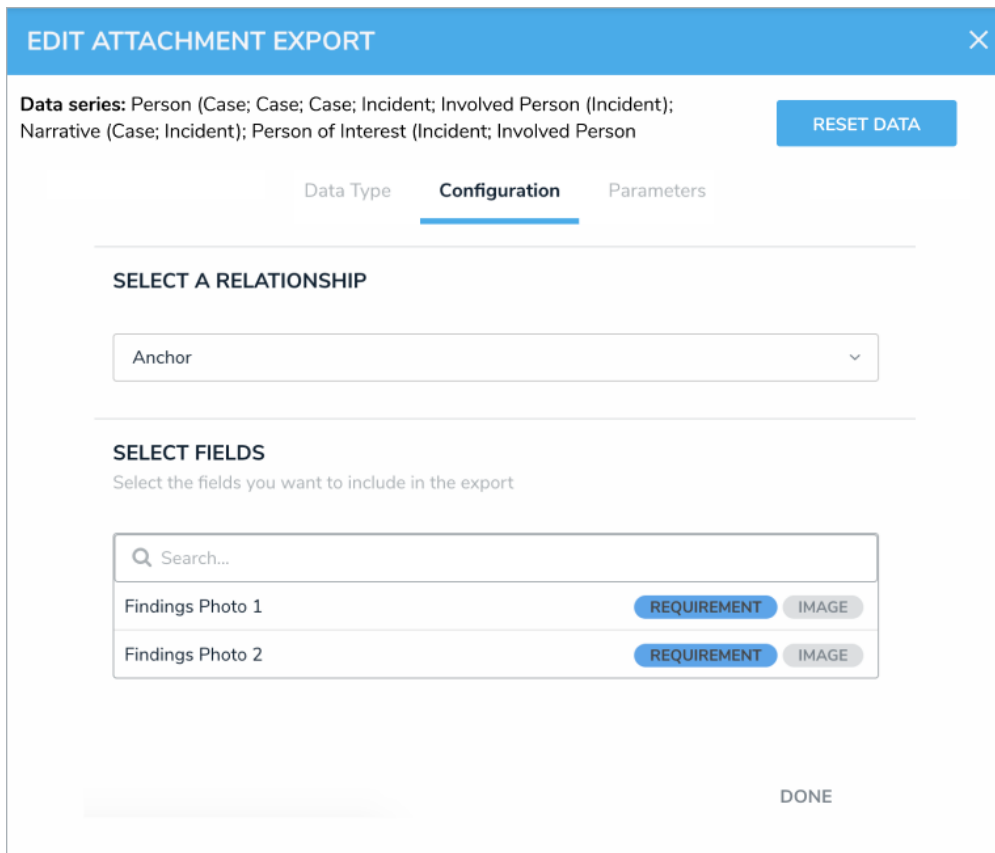 EDIT ATTACHMENT EXPORT
Data series: Person (Case; Case; Case; Incident; Involved Person (Incident);
Narrative (Case; Incident); Person of Interest (Incident; Involved Person
RESET DATA
Data Type Configuration Parameters
SELECT A RELATIONSHIP
Anchor
SELECT FIELDS
Select the fields you want to include in the export
Search...
Findings Photo 1 REQUIREMENT IMAGE
Findings Photo 2 REQUIREMENT IMAGE
DONE